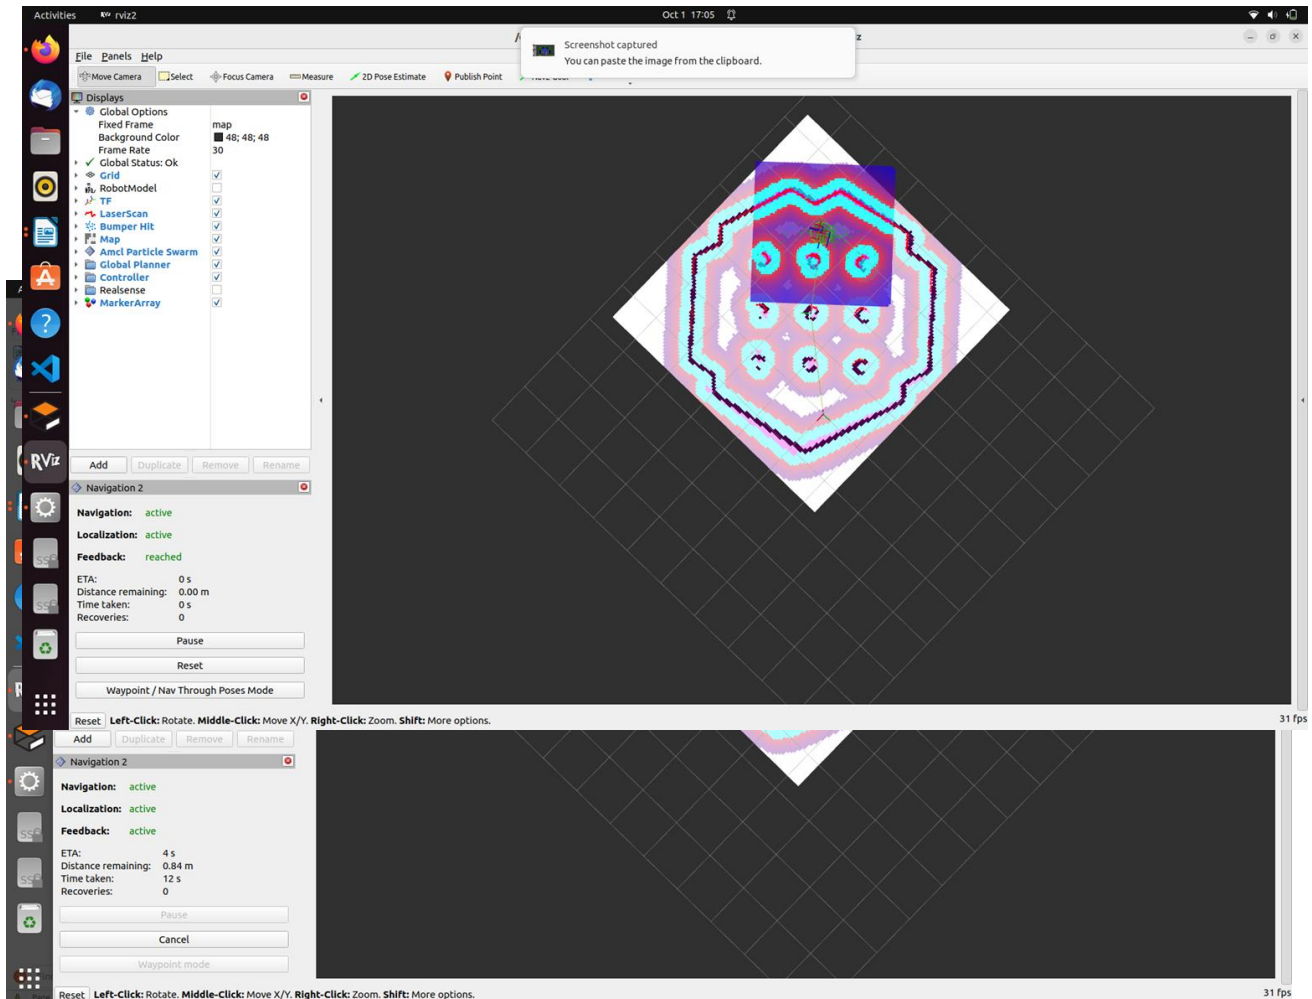 Activities
rviz2
Oct 1 17:05
Screenshot captured
You can paste the image from the clipboard.
File Panels Help
Move Camera Select Focus Camera Measure 2D Pose Estimate Publish Point
Displays
Global Options
Fixed Frame map
Background Color 48; 48; 48
Frame Rate 30
Global Status: Ok
Grid
RobotModel
TF
LaserScan
Bumper Hit
Map
Amcl Particle Swarm
Global Planner
Controller
Realsense
MarkerArray
RViz
Add Duplicate Remove Rename
Navigation 2
Navigation: active
Localization: active
Feedback: reached
ETA: 0 s
Distance remaining: 0.00 m
Time taken: 0 s
Recoveries: 0
Pause
Reset
Waypoint / Nav Through Poses Mode
Reset Left-Click: Rotate. Middle-Click: Move X/Y. Right-Click: Zoom. Shift: More options. 31 fps
Add Duplicate Remove Rename
Navigation 2
Navigation: active
Localization: active
Feedback: active
ETA: 4 s
Distance remaining: 0.84 m
Time taken: 12 s
Recoveries: 0
Pause
Cancel
Waypoint mode
Reset Left-Click: Rotate. Middle-Click: Move X/Y. Right-Click: Zoom. Shift: More options. 31 fps